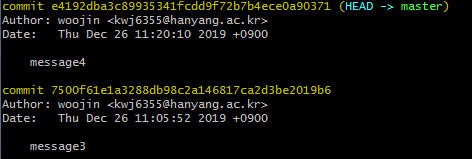 commit e4192dba3c89935341fcdd9f72b7b4ece0a90371 (HEAD -> master)
Author: woojin <kwj6355@hanyang.ac.kr>
Date:   Thu Dec 26 11:20:10 2019 +0900
message4
commit 7500f61e1a3288db98c2a146817ca2d3be2019b6
Author: woojin <kwj6355@hanyang.ac.kr>
Date:   Thu Dec 26 11:05:52 2019 +0900
message3